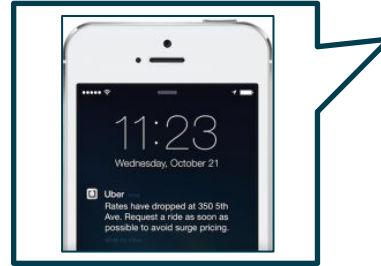 11:23
Wednesday, October 21
Uber now
Rates have dropped at 350 5th
Ave. Request a ride as soon as
possible to avoid surge pricing.